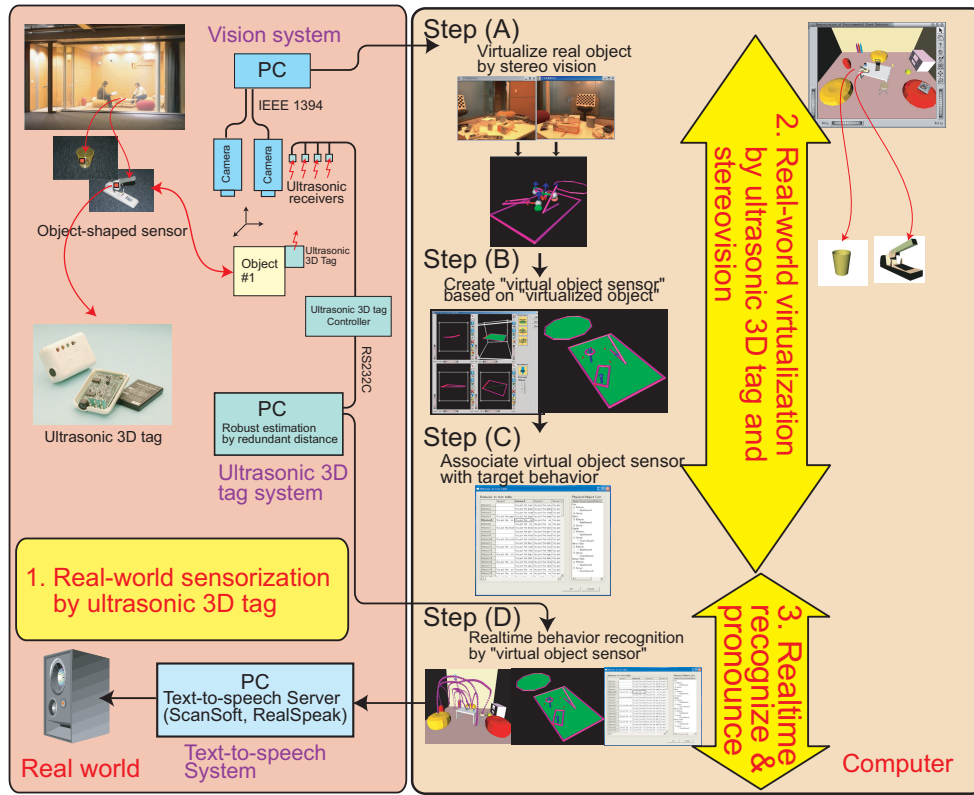 Vision system
PC
IEEE 1394
Camera
Camera
Ultrasonic
receivers
Object-shaped sensor
Ultrasonic
3D Tag
Object
#1
Ultrasonic 3D tag
Controller
RS232C
Ultrasonic 3D tag
PC
Robust estimation
by redundant distance
Ultrasonic 3D
tag system
1. Real-world sensorization
by ultrasonic 3D tag
PC
Text-to-speech Server
(ScanSoft, RealSpeak)
Text-to-speech
System
Real world
Step (A)
Virtualize real object
by stereo vision
Step (B)
Create "virtual object sensor"
based on "virtualized object"
Step (C)
Associate virtual object sensor
with target behavior
Step (D)
Realtime behavior recognition
by "virtual object sensor"
2. Real-world virtualization
by ultrasonic 3D tag and
stereovision
3. Realtime
recognize &
pronounce
Computer